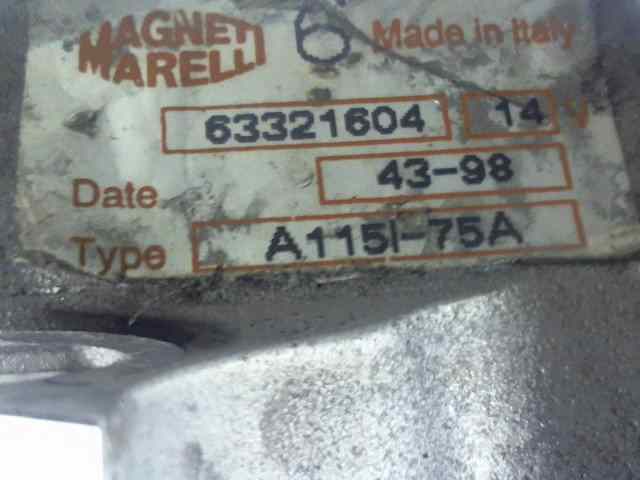 MAGNETI
MARELLI
6 Made in Italy
63321604 14 V
Date 43-98
Type A115I-75A